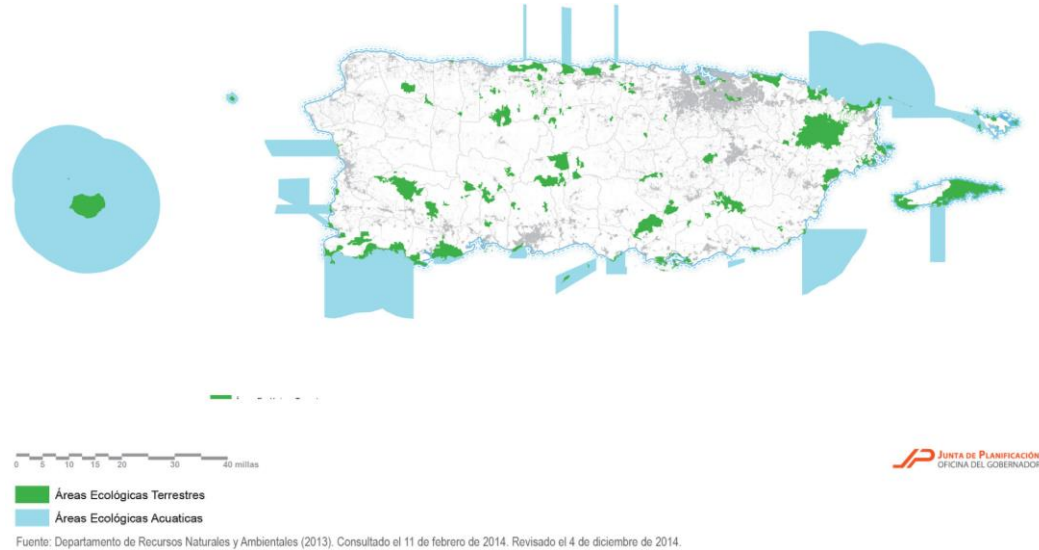 0 5 10 15 20 30 40 millas
JUNTA DE PLANIFICACIÓN
OFICINA DEL GOBERNADOR
Áreas Ecológicas Terrestres
Áreas Ecológicas Acuaticas
Fuente: Departamento de Recursos Naturales y Ambientales (2013). Consultado el 11 de febrero de 2014. Revisado el 4 de diciembre de 2014.